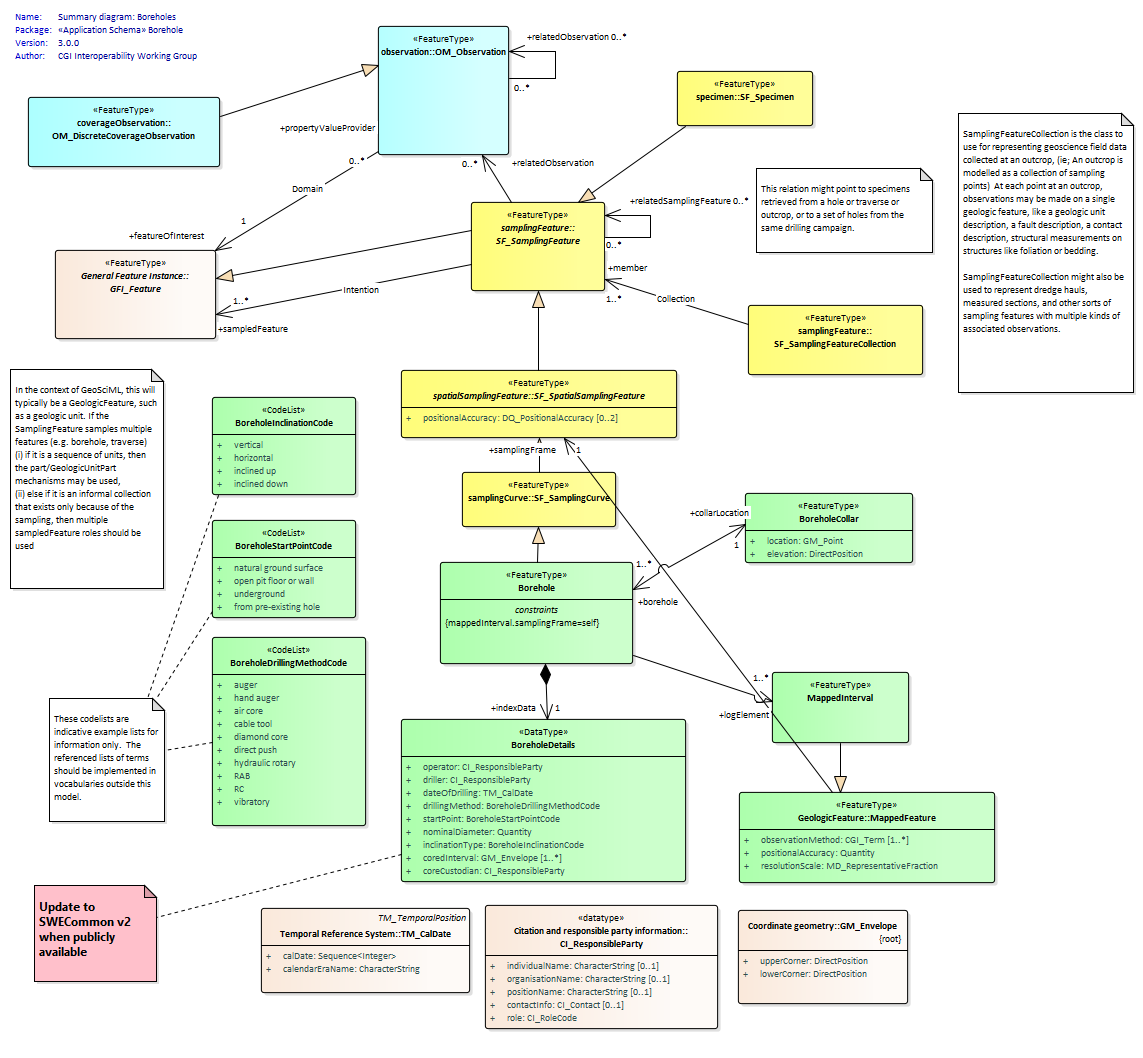 Name: Summary diagram: Boreholes
Package: «Application Schema» Borehole
Version: 3.0.0
Author: CGI Interoperability Working Group
«FeatureType»
observation::OM_Observation
+relatedObservation 0..*
0..*
«FeatureType»
coverageObservation::
OM_DiscreteCoverageObservation
+propertyValueProvider
0..*
Domain
1
+featureOfInterest
«FeatureType»
specimen::SF_Specimen
0..*
+relatedObservation
«FeatureType»
samplingFeature::
SF_SamplingFeature
+relatedSamplingFeature 0..*
0..*
+member
1..*
Collection
This relation might point to specimens
retrieved from a hole or traverse or
outcrop, or to a set of holes from the
same drilling campaign.
SamplingFeatureCollection is the class to
use for representing geoscience field data
collected at an outcrop, (ie; An outcrop is
modelled as a collection of sampling
points) At each point at an outcrop,
observations may be made on a single
geologic feature, like a geologic unit
description, a fault description, a contact
description, structural measurements on
structures like foliation or bedding.
SamplingFeatureCollection might also be
used to represent dredge hauls,
measured sections, and other sorts of
sampling features with multiple kinds of
associated observations.
«FeatureType»
General Feature Instance::
GFI_Feature
Intention
1..*
+sampledFeature
«FeatureType»
samplingFeature::
SF_SamplingFeatureCollection
In the context of GeoSciML, this will
typically be a GeologicFeature, such
as a geologic unit. If the
SamplingFeature samples multiple
features (e.g. borehole, traverse)
(i) if it is a sequence of units, then
the part/GeologicUnitPart
mechanisms may be used,
(ii) else if it is an informal collection
that exists only because of the
sampling, then multiple
sampledFeature roles should be
used
«CodeList»
BoreholeInclinationCode
+ vertical
+ horizontal
+ inclined up
+ inclined down
«FeatureType»
spatialSamplingFeature::SF_SpatialSamplingFeature
+ positionalAccuracy: DQ_PositionalAccuracy [0..2]
+samplingFrame
1
«FeatureType»
samplingCurve::SF_SamplingCurve
«CodeList»
BoreholeStartPointCode
+ natural ground surface
+ open pit floor or wall
+ underground
+ from pre-existing hole
+collarLocation
1
«FeatureType»
BoreholeCollar
+ location: GM_Point
+ elevation: DirectPosition
«FeatureType»
Borehole
constraints
{mappedInterval.samplingFrame=self}
1..*
+borehole
«CodeList»
BoreholeDrillingMethodCode
+ auger
+ hand auger
+ air core
+ cable tool
+ diamond core
+ direct push
+ hydraulic rotary
+ RAB
+ RC
+ vibratory
1..*
+logElement
«FeatureType»
MappedInterval
These codelists are
indicative example lists for
information only. The
referenced lists of terms
should be implemented in
vocabularies outside this
model.
+indexData
1
«DataType»
BoreholeDetails
+ operator: CI_ResponsibleParty
+ driller: CI_ResponsibleParty
+ dateOfDrilling: TM_CalDate
+ drillingMethod: BoreholeDrillingMethodCode
+ startPoint: BoreholeStartPointCode
+ nominalDiameter: Quantity
+ inclinationType: BoreholeInclinationCode
+ coredInterval: GM_Envelope [1..*]
+ coreCustodian: CI_ResponsibleParty
«FeatureType»
GeologicFeature::MappedFeature
+ observationMethod: CGI_Term [1..*]
+ positionalAccuracy: Quantity
+ resolutionScale: MD_RepresentativeFraction
Update to
SWECommon v2
when publicly
available
TM_TemporalPosition
Temporal Reference System::TM_CalDate
+ calDate: Sequence<Integer>
+ calendarEraName: CharacterString
«datatype»
Citation and responsible party information::
CI_ResponsibleParty
+ individualName: CharacterString [0..1]
+ organisationName: CharacterString [0..1]
+ positionName: CharacterString [0..1]
+ contactInfo: CI_Contact [0..1]
+ role: CI_RoleCode
Coordinate geometry::GM_Envelope
{root}
+ upperCorner: DirectPosition
+ lowerCorner: DirectPosition